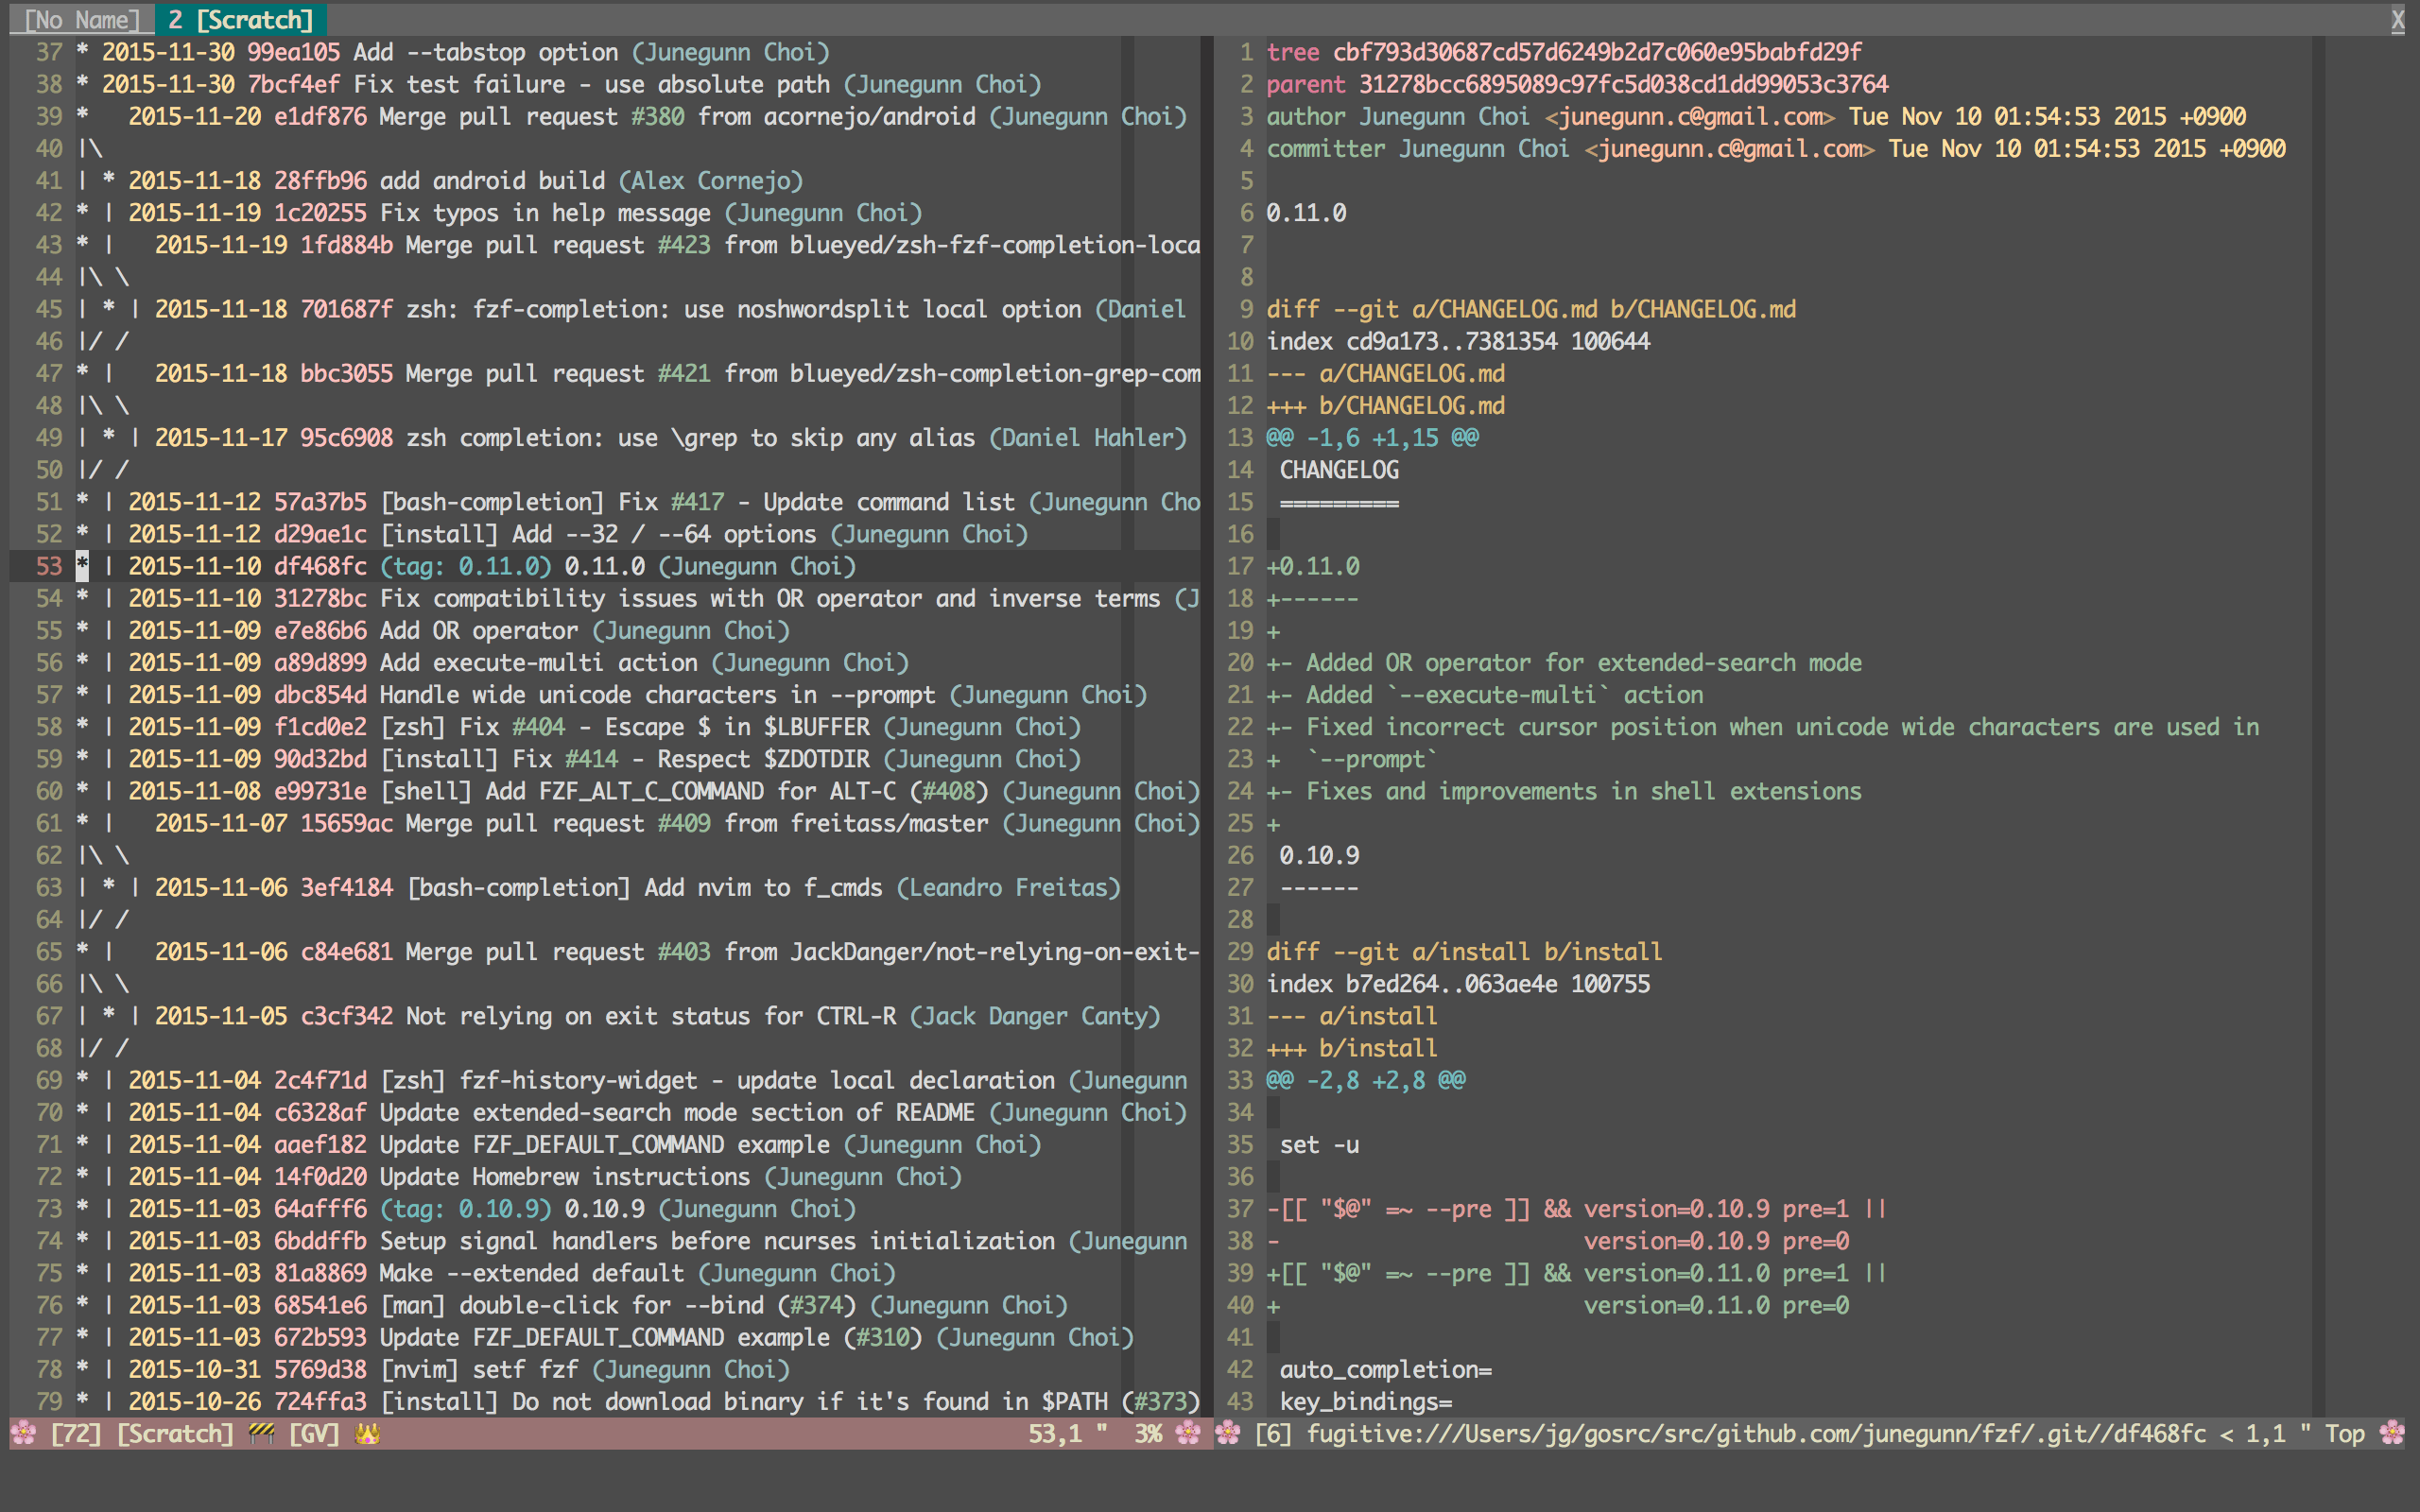 [No Name] 2 [Scratch] X
37 * 2015-11-30 99ea105 Add --tabstop option (Junegunn Choi)
38 * 2015-11-30 7bcf4ef Fix test failure - use absolute path (Junegunn Choi)
39 *   2015-11-20 e1df876 Merge pull request #380 from acornejo/android (Junegunn Choi)
40 |\
41 | * 2015-11-18 28ffb96 add android build (Alex Cornejo)
42 * | 2015-11-19 1c20255 Fix typos in help message (Junegunn Choi)
43 * |   2015-11-19 1fd884b Merge pull request #423 from blueyed/zsh-fzf-completion-loca
44 |\ \
45 | * | 2015-11-18 701687f zsh: fzf-completion: use noshwordsplit local option (Daniel
46 |/ /
47 * |   2015-11-18 bbc3055 Merge pull request #421 from blueyed/zsh-completion-grep-com
48 |\ \
49 | * | 2015-11-17 95c6908 zsh completion: use \grep to skip any alias (Daniel Hahler)
50 |/ /
51 * | 2015-11-12 57a37b5 [bash-completion] Fix #417 - Update command list (Junegunn Cho
52 * | 2015-11-12 d29ae1c [install] Add --32 / --64 options (Junegunn Choi)
53 * | 2015-11-10 df468fc (tag: 0.11.0) 0.11.0 (Junegunn Choi)
54 * | 2015-11-10 31278bc Fix compatibility issues with OR operator and inverse terms (J
55 * | 2015-11-09 e7e86b6 Add OR operator (Junegunn Choi)
56 * | 2015-11-09 a89d899 Add execute-multi action (Junegunn Choi)
57 * | 2015-11-09 dbc854d Handle wide unicode characters in --prompt (Junegunn Choi)
58 * | 2015-11-09 f1cd0e2 [zsh] Fix #404 - Escape $ in $LBUFFER (Junegunn Choi)
59 * | 2015-11-09 90d32bd [install] Fix #414 - Respect $ZDOTDIR (Junegunn Choi)
60 * | 2015-11-08 e99731e [shell] Add FZF_ALT_C_COMMAND for ALT-C (#408) (Junegunn Choi)
61 * |   2015-11-07 15659ac Merge pull request #409 from freitass/master (Junegunn Choi)
62 |\ \
63 | * | 2015-11-06 3ef4184 [bash-completion] Add nvim to f_cmds (Leandro Freitas)
64 |/ /
65 * |   2015-11-06 c84e681 Merge pull request #403 from JackDanger/not-relying-on-exit-
66 |\ \
67 | * | 2015-11-05 c3cf342 Not relying on exit status for CTRL-R (Jack Danger Canty)
68 |/ /
69 * | 2015-11-04 2c4f71d [zsh] fzf-history-widget - update local declaration (Junegunn
70 * | 2015-11-04 c6328af Update extended-search mode section of README (Junegunn Choi)
71 * | 2015-11-04 aaef182 Update FZF_DEFAULT_COMMAND example (Junegunn Choi)
72 * | 2015-11-04 14f0d20 Update Homebrew instructions (Junegunn Choi)
73 * | 2015-11-03 64afff6 (tag: 0.10.9) 0.10.9 (Junegunn Choi)
74 * | 2015-11-03 6bddffb Setup signal handlers before ncurses initialization (Junegunn
75 * | 2015-11-03 81a8869 Make --extended default (Junegunn Choi)
76 * | 2015-11-03 68541e6 [man] double-click for --bind (#374) (Junegunn Choi)
77 * | 2015-11-03 672b593 Update FZF_DEFAULT_COMMAND example (#310) (Junegunn Choi)
78 * | 2015-10-31 5769d38 [nvim] setf fzf (Junegunn Choi)
79 * | 2015-10-26 724ffa3 [install] Do not download binary if it's found in $PATH (#373)
🌸 [72] [Scratch] 🚧 [GV] 👑 53,1 " 3% 🌸
1 tree cbf793d30687cd57d6249b2d7c060e95babfd29f
2 parent 31278bcc6895089c97fc5d038cd1dd99053c3764
3 author Junegunn Choi <junegunn.c@gmail.com> Tue Nov 10 01:54:53 2015 +0900
4 committer Junegunn Choi <junegunn.c@gmail.com> Tue Nov 10 01:54:53 2015 +0900
5
6 0.11.0
7
8
9 diff --git a/CHANGELOG.md b/CHANGELOG.md
10 index cd9a173..7381354 100644
11 --- a/CHANGELOG.md
12 +++ b/CHANGELOG.md
13 @@ -1,6 +1,15 @@
14  CHANGELOG
15  =========
16
17 +0.11.0
18 +------
19 +
20 +- Added OR operator for extended-search mode
21 +- Added `--execute-multi` action
22 +- Fixed incorrect cursor position when unicode wide characters are used in
23 +  `--prompt`
24 +- Fixes and improvements in shell extensions
25 +
26  0.10.9
27  ------
28
29 diff --git a/install b/install
30 index b7ed264..063ae4e 100755
31 --- a/install
32 +++ b/install
33 @@ -2,8 +2,8 @@
34
35  set -u
36
37 -[[ "$@" =~ --pre ]] && version=0.10.9 pre=1 ||
38 -                       version=0.10.9 pre=0
39 +[[ "$@" =~ --pre ]] && version=0.11.0 pre=1 ||
40 +                       version=0.11.0 pre=0
41
42  auto_completion=
43  key_bindings=
🌸 [6] fugitive:///Users/jg/gosrc/src/github.com/junegunn/fzf/.git//df468fc < 1,1 " Top 🌸